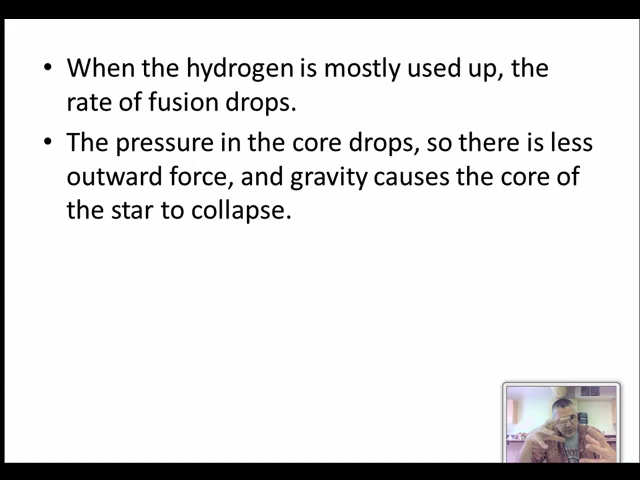 • When the hydrogen is mostly used up, the
rate of fusion drops.
• The pressure in the core drops, so there is less
outward force, and gravity causes the core of
the star to collapse.